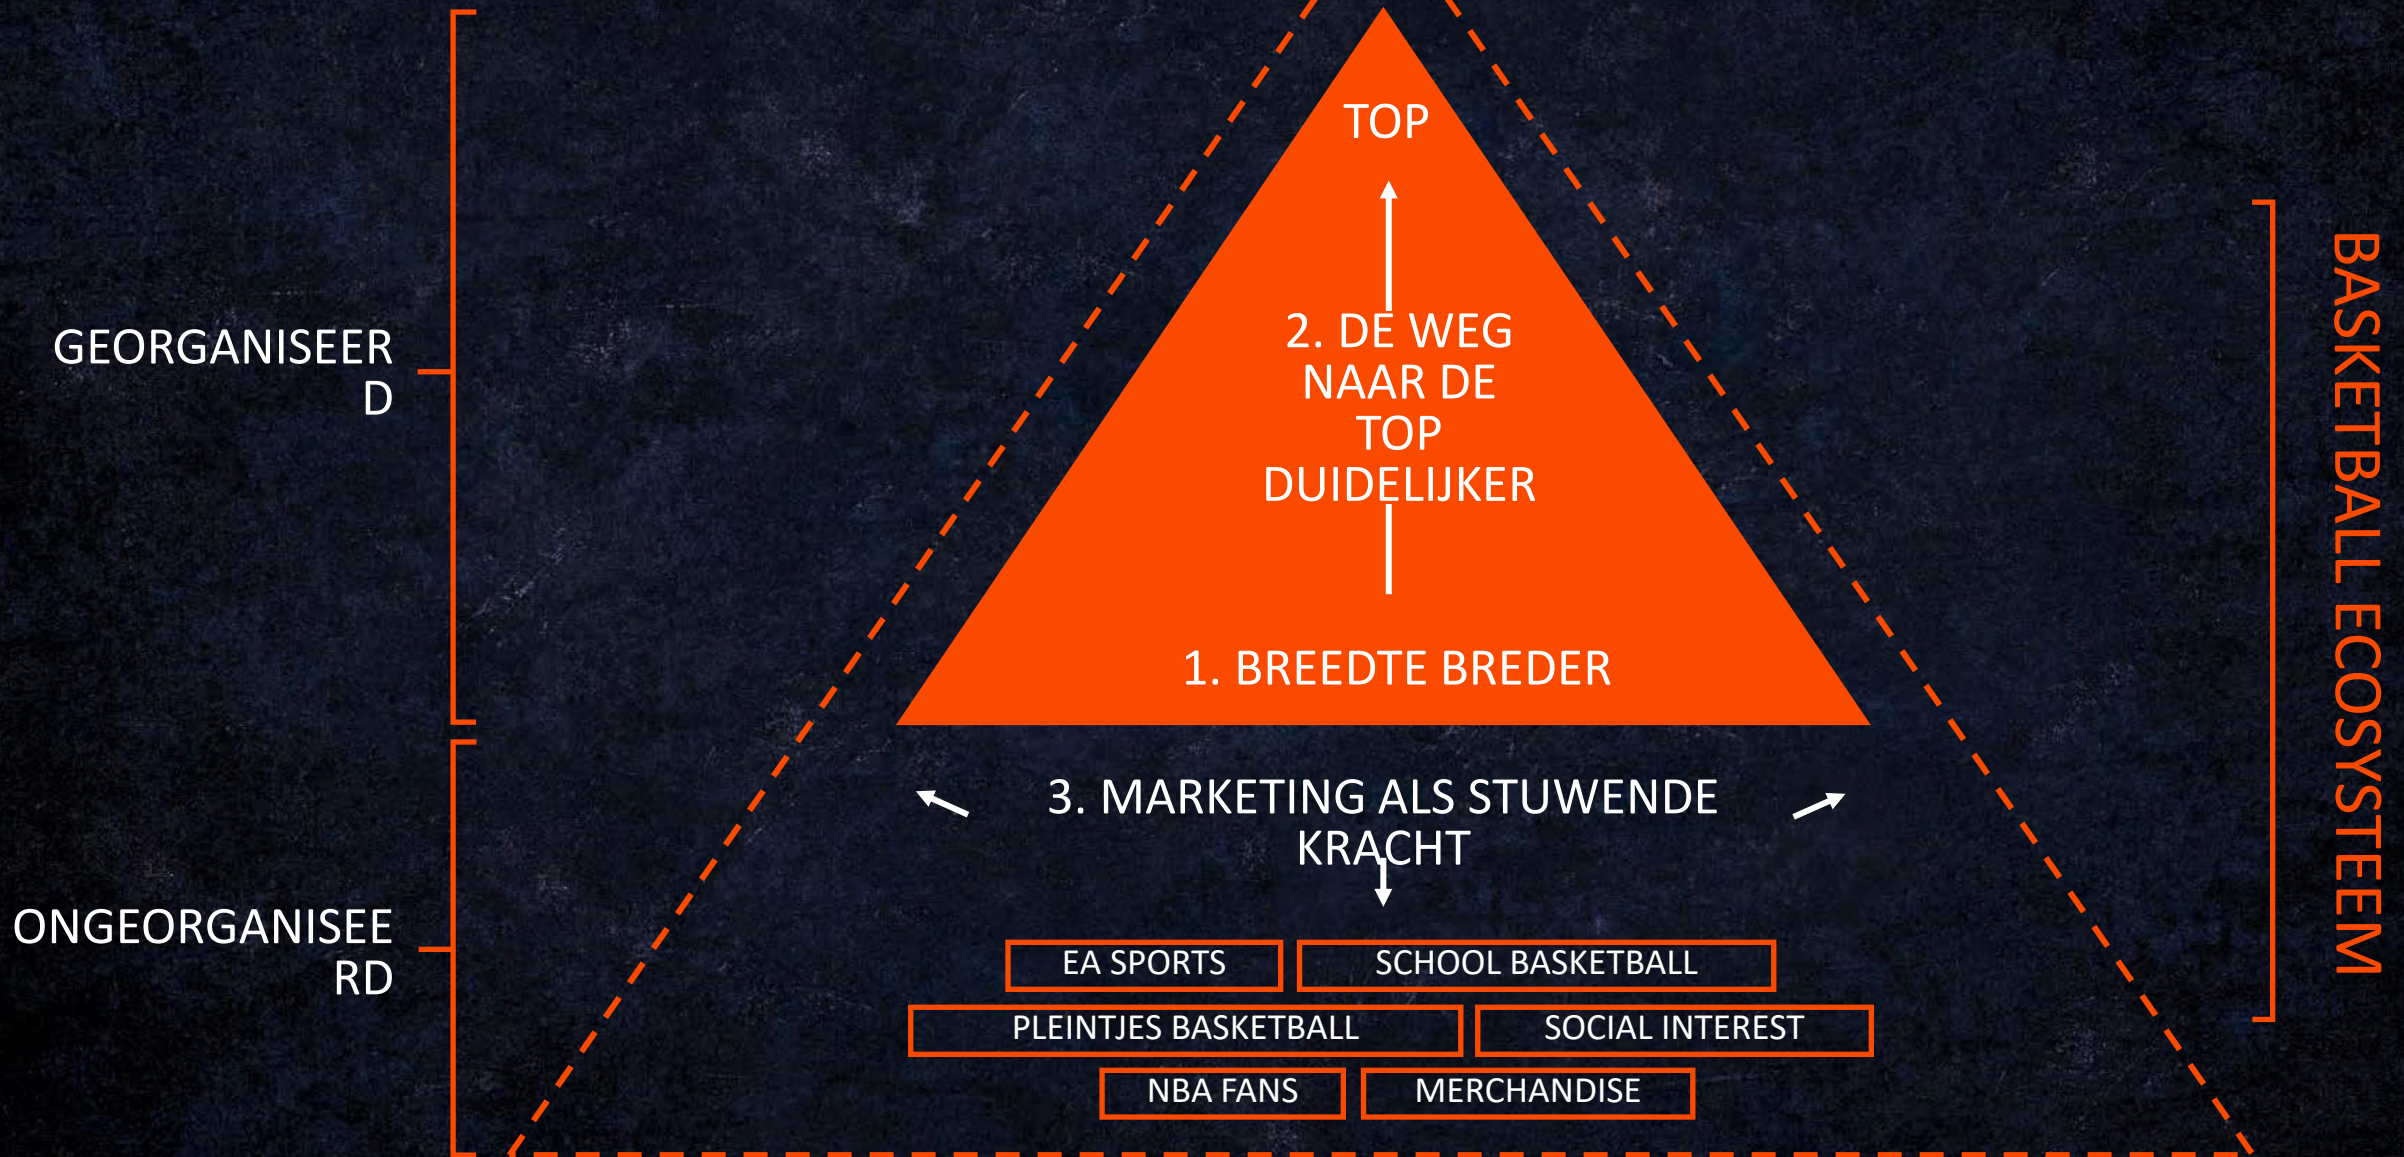 TOP
2. DE WEG
NAAR DE
TOP
DUIDELIJKER
1. BREEDTE BREDER
GEORGANISEER
D
3. MARKETING ALS STUWENDE
KRACHT
ONGEORGANISEE
RD
EA SPORTS
SCHOOL BASKETBALL
PLEINTJES BASKETBALL
SOCIAL INTEREST
NBA FANS
MERCHANDISE
BASKETBALL ECOSYSTEEM